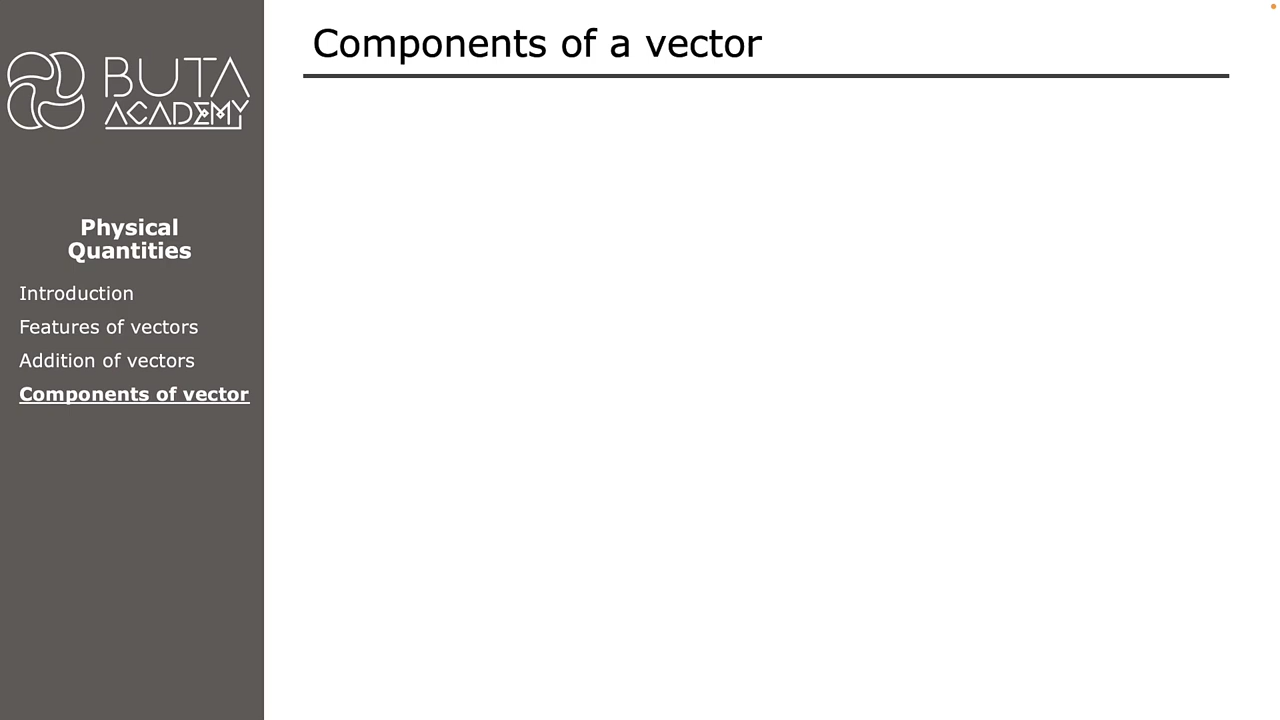 BUTA
ACADEMY
Physical
Quantities
Introduction
Features of vectors
Addition of vectors
Components of vector
Components of a vector